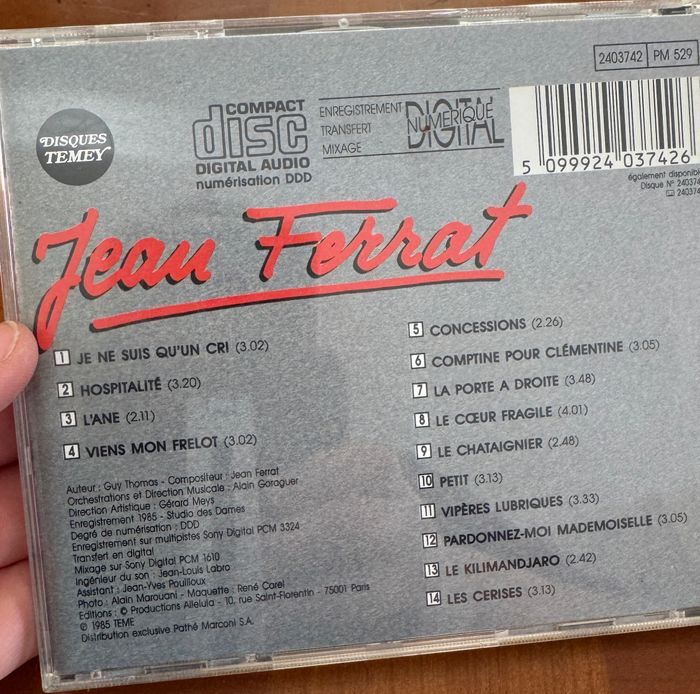 2403742 PM 529
DISQUES
TEMEY
COMPACT
disc
DIGITAL AUDIO
numérisation DDD
ENREGISTREMENT
TRANSFERT
MIXAGE
DIGITAL
NUMERIQUE
5 099924 037426
également disponible
Disque N° 240374
240374
Jean Ferrat
1 JE NE SUIS QU'UN CRI (3.02)
2 HOSPITALITÉ (3.20)
3 L'ANE (2.11)
4 VIENS MON FRELOT (3.02)
Auteur : Guy Thomas - Compositeur : Jean Ferrat
Orchestrations et Direction Musicale : Alain Goraguer
Direction Artistique : Gérard Meys
Enregistrement 1985 - Studio des Dames
Degré de numérisation : DDD
Enregistrement sur multipistes Sony Digital PCM 3324
Transfert en digital
Mixage sur Sony Digital PCM 1610
Ingénieur du son : Jean-Louis Labro
Assistant : Jean-Yves Pouilloux
Photo : Alain Marouani - Maquette : René Carel
Editions : © Productions Alleluia - 10, rue Saint-Florentin - 75001 Paris
℗ 1985 TEME
Distribution exclusive Pathé Marconi S.A.
5 CONCESSIONS (2.26)
6 COMPTINE POUR CLÉMENTINE (3.05)
7 LA PORTE A DROITE (3.48)
8 LE CŒUR FRAGILE (4.01)
9 LE CHATAIGNIER (2.48)
10 PETIT (3.13)
11 VIPÈRES LUBRIQUES (3.33)
12 PARDONNEZ-MOI MADEMOISELLE (3.05)
13 LE KILIMANDJARO (2.42)
14 LES CERISES (3.13)